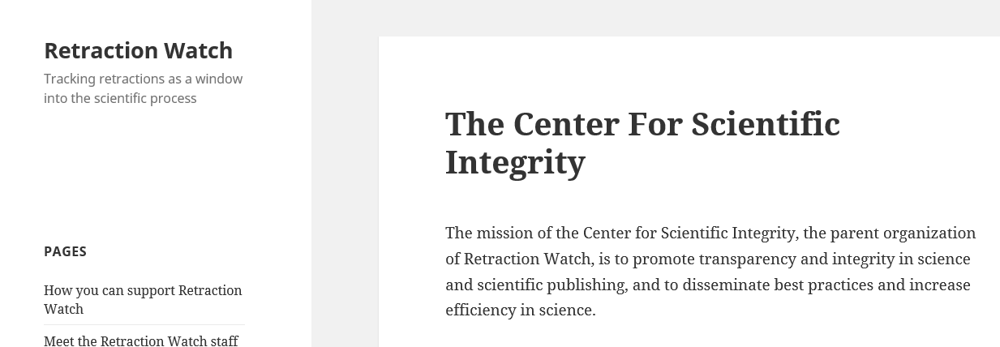 Retraction Watch
Tracking retractions as a window
into the scientific process
PAGES
How you can support Retraction
Watch
Meet the Retraction Watch staff
The Center For Scientific
Integrity
The mission of the Center for Scientific Integrity, the parent organization
of Retraction Watch, is to promote transparency and integrity in science
and scientific publishing, and to disseminate best practices and increase
efficiency in science.